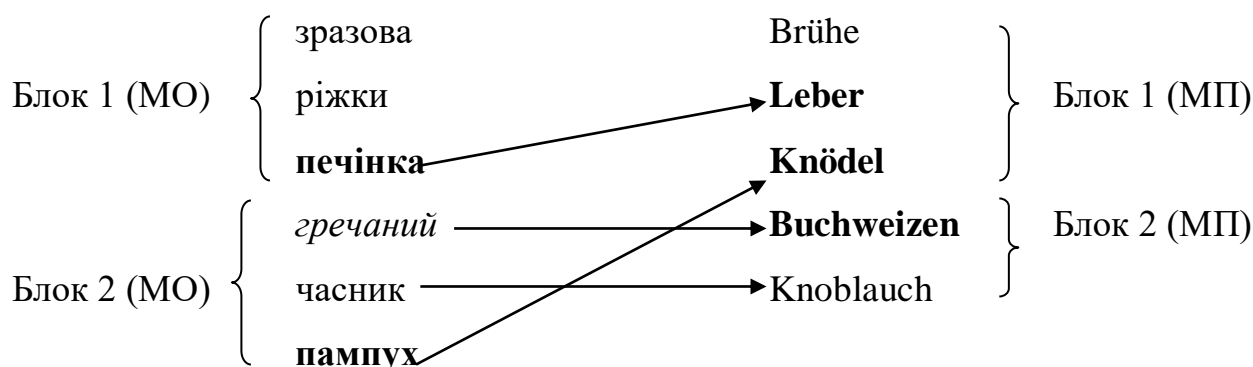 зразова Brühe
Блок 1 (МО) ріжки Leber Блок 1 (МП)
печінка Knödel
гречаний Buchweizen Блок 2 (МП)
Блок 2 (МО) часник Knoblauch
пампух